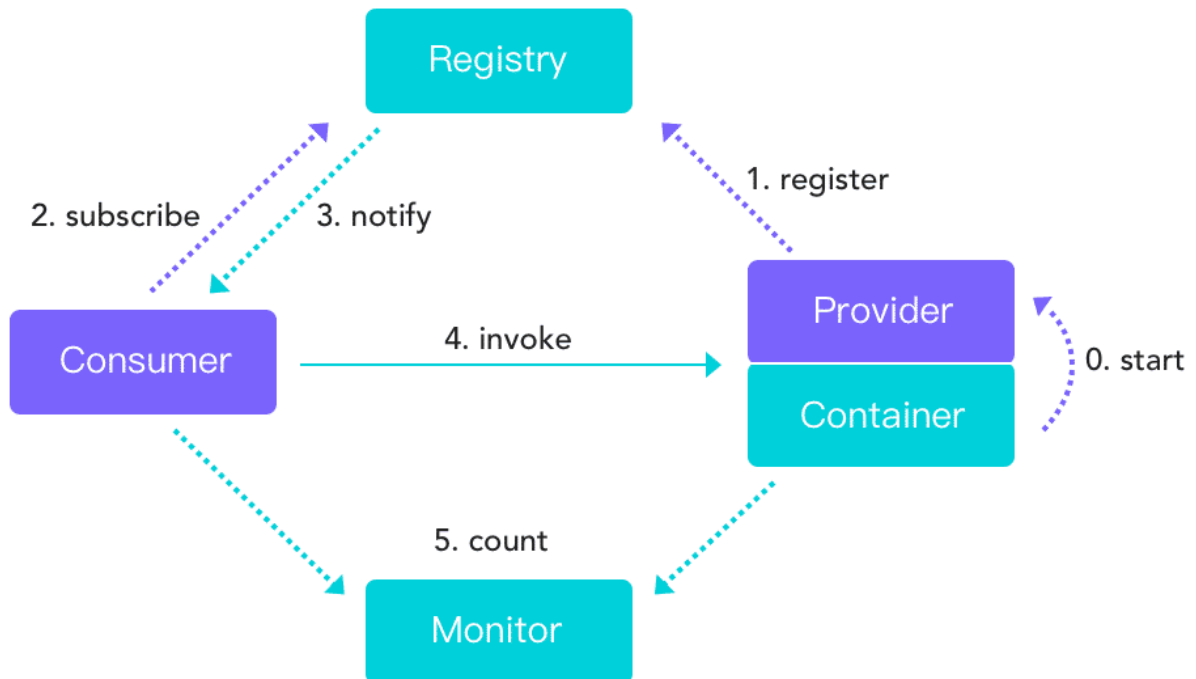 Registry
1. register
2. subscribe
3. notify
Provider
4. invoke
Consumer
0. start
Container
5. count
Monitor